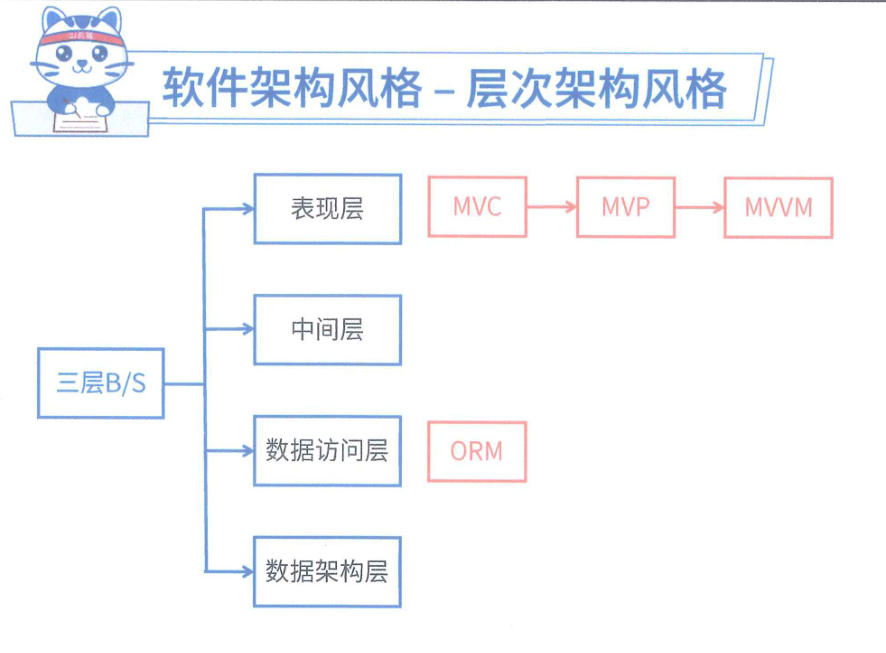 软件架构风格 – 层次架构风格
表现层
MVC
MVP
MVVM
中间层
三层B/S
数据访问层
ORM
数据架构层